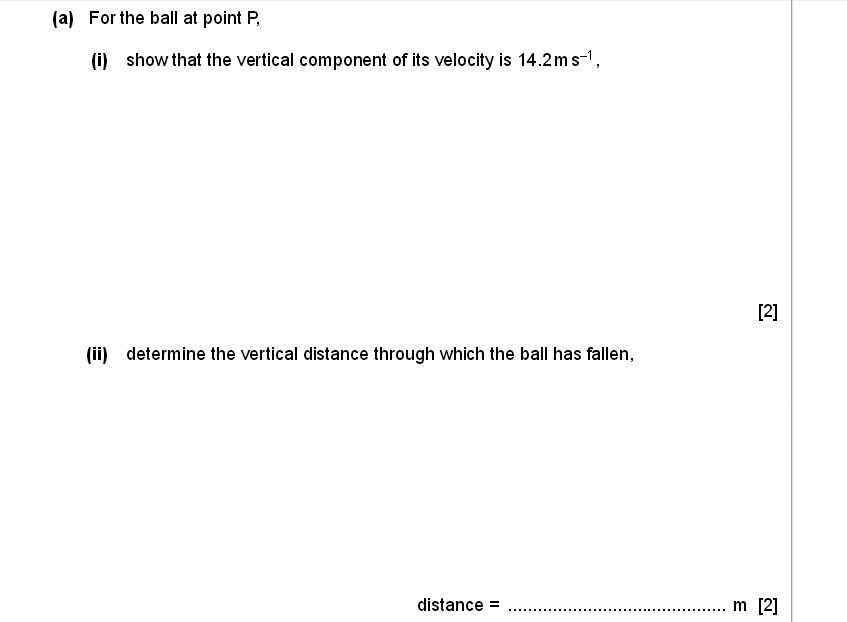 (a) For the ball at point P,
(i) show that the vertical component of its velocity is 14.2 m s⁻¹,
[2]
(ii) determine the vertical distance through which the ball has fallen,
distance = ............................................ m [2]